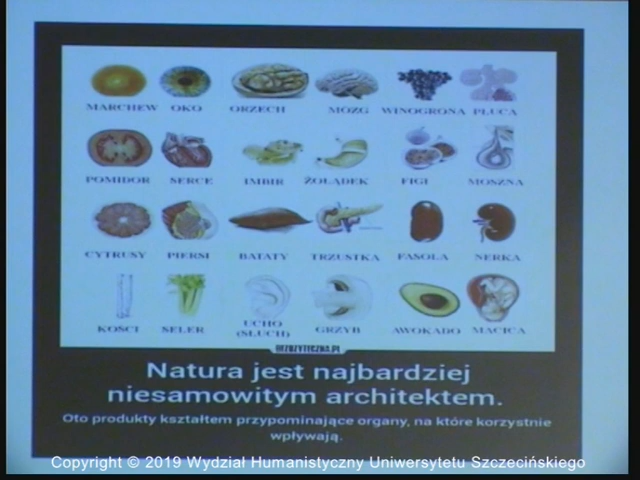 MARCHEW OKO ORZECH MÓZG WINOGRONA PŁUCA
POMIDOR SERCE IMBIR ŻOŁĄDEK FIGI MOSZNA
CYTRUSY PIERSI BATATY TRZUSTKA FASOLA NERKA
KOŚCI SELER UCHO (SŁUCH) GRZYB AWOKADO MACICA
BEZUZYTECZNA.PL
Natura jest najbardziej
niesamowitym architektem.
Oto produkty kształtem przypominające organy, na które korzystnie
wpływają.
Copyright © 2019 Wydział Humanistyczny Uniwersytetu Szczecińskiego